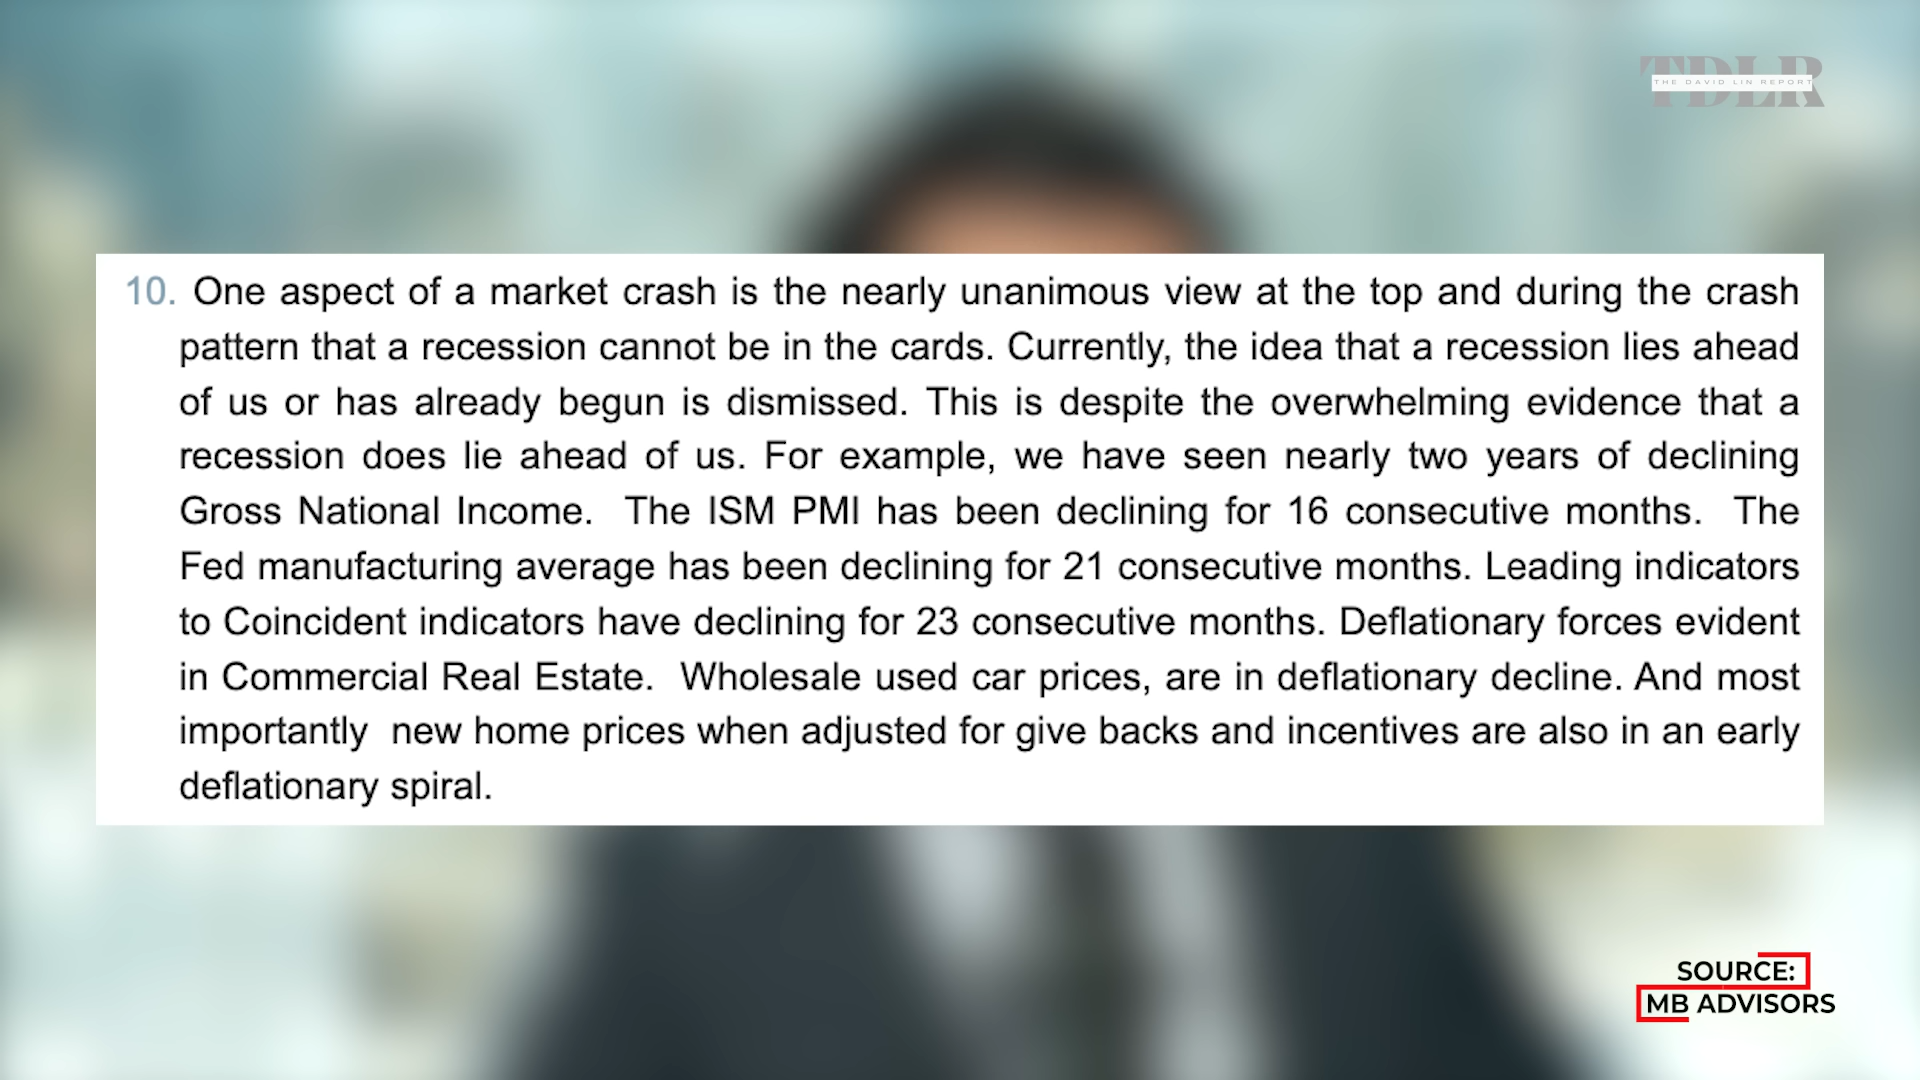 TDLR
THE DAVID LIN REPORT
10. One aspect of a market crash is the nearly unanimous view at the top and during the crash
pattern that a recession cannot be in the cards. Currently, the idea that a recession lies ahead
of us or has already begun is dismissed. This is despite the overwhelming evidence that a
recession does lie ahead of us. For example, we have seen nearly two years of declining
Gross National Income. The ISM PMI has been declining for 16 consecutive months. The
Fed manufacturing average has been declining for 21 consecutive months. Leading indicators
to Coincident indicators have declining for 23 consecutive months. Deflationary forces evident
in Commercial Real Estate. Wholesale used car prices, are in deflationary decline. And most
importantly new home prices when adjusted for give backs and incentives are also in an early
deflationary spiral.
SOURCE:
MB ADVISORS